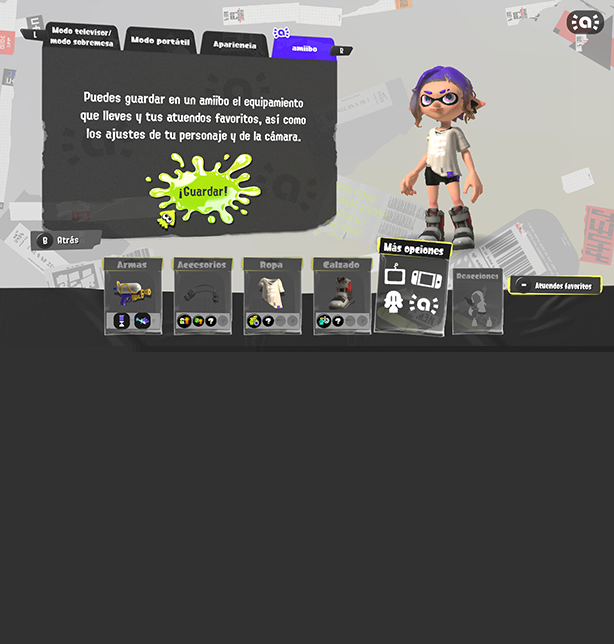 L
Modo televisor/
modo sobremesa
Modo portátil
Apariencia
amiibo
R
Puedes guardar en un amiibo el equipamiento
que lleves y tus atuendos favoritos, así como
los ajustes de tu personaje y de la cámara.
¡Guardar!
B Atrás
Más opciones
Armas
Accesorios
Ropa
Calzado
Reacciones
– Atuendos favoritos